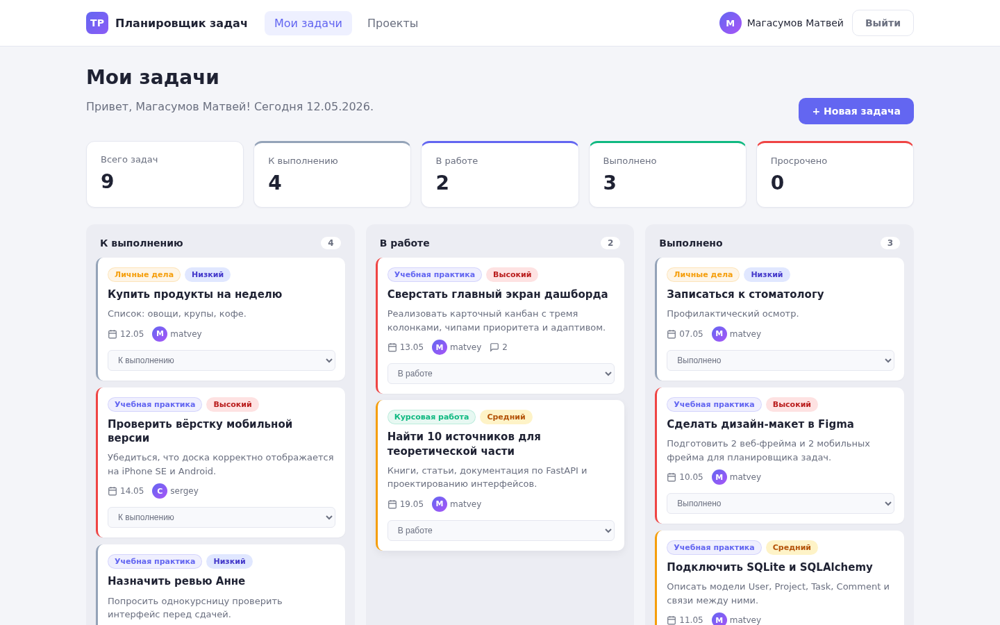 TP Планировщик задач Мои задачи Проекты М Магасумов Матвей Выйти
Мои задачи
Привет, Магасумов Матвей! Сегодня 12.05.2026.
+ Новая задача
Всего задач
9
К выполнению
4
В работе
2
Выполнено
3
Просрочено
0
К выполнению 4
Личные дела Низкий
Купить продукты на неделю
Список: овощи, крупы, кофе.
12.05 М matvey
К выполнению
Учебная практика Высокий
Проверить вёрстку мобильной
версии
Убедиться, что доска корректно отображается
на iPhone SE и Android.
14.05 С sergey
К выполнению
Учебная практика Низкий
Назначить ревью Анне
Попросить однокурсницу проверить
интерфейс перед сдачей.
В работе 2
Учебная практика Высокий
Сверстать главный экран дашборда
Реализовать карточный канбан с тремя
колонками, чипами приоритета и адаптивом.
13.05 М matvey 2
В работе
Курсовая работа Средний
Найти 10 источников для
теоретической части
Книги, статьи, документация по FastAPI и
проектированию интерфейсов.
19.05 М matvey
В работе
Выполнено 3
Личные дела Низкий
Записаться к стоматологу
Профилактический осмотр.
07.05 М matvey
Выполнено
Учебная практика Высокий
Сделать дизайн-макет в Figma
Подготовить 2 веб-фрейма и 2 мобильных
фрейма для планировщика задач.
10.05 М matvey
Выполнено
Учебная практика Средний
Подключить SQLite и SQLAlchemy
Описать модели User, Project, Task, Comment и
связи между ними.
11.05 М matvey